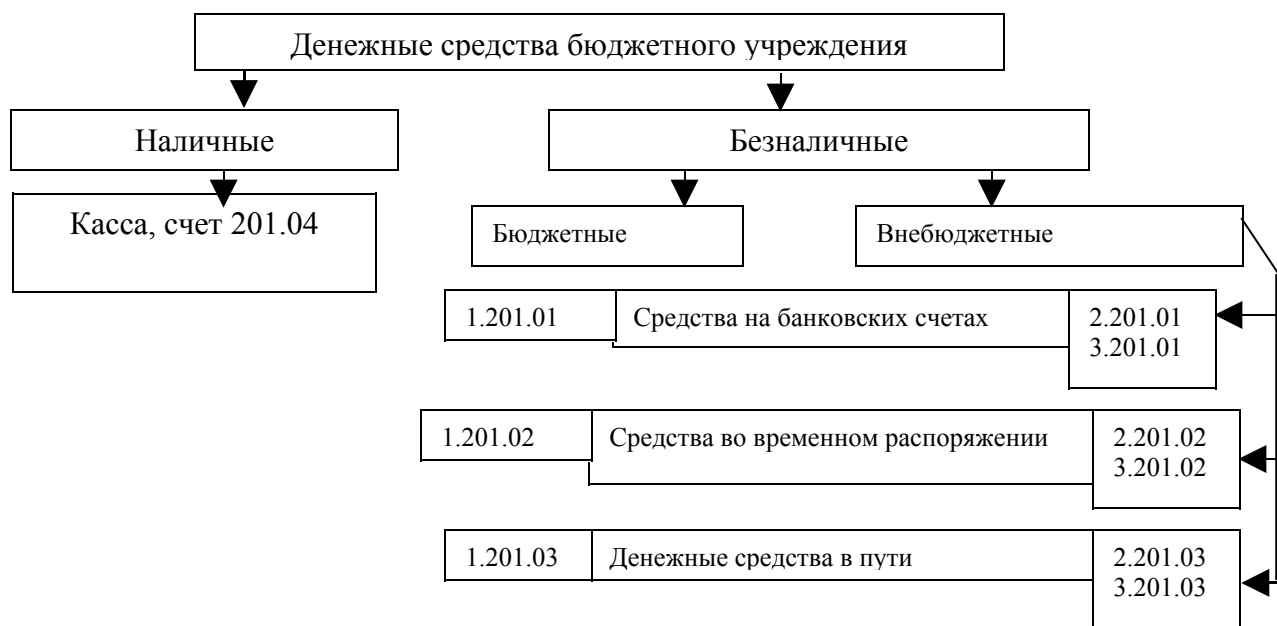 Денежные средства бюджетного учреждения
Наличные
Безналичные
Касса, счет 201.04
Бюджетные
Внебюджетные
1.201.01
Средства на банковских счетах
2.201.01
3.201.01
1.201.02
Средства во временном распоряжении
2.201.02
3.201.02
1.201.03
Денежные средства в пути
2.201.03
3.201.03